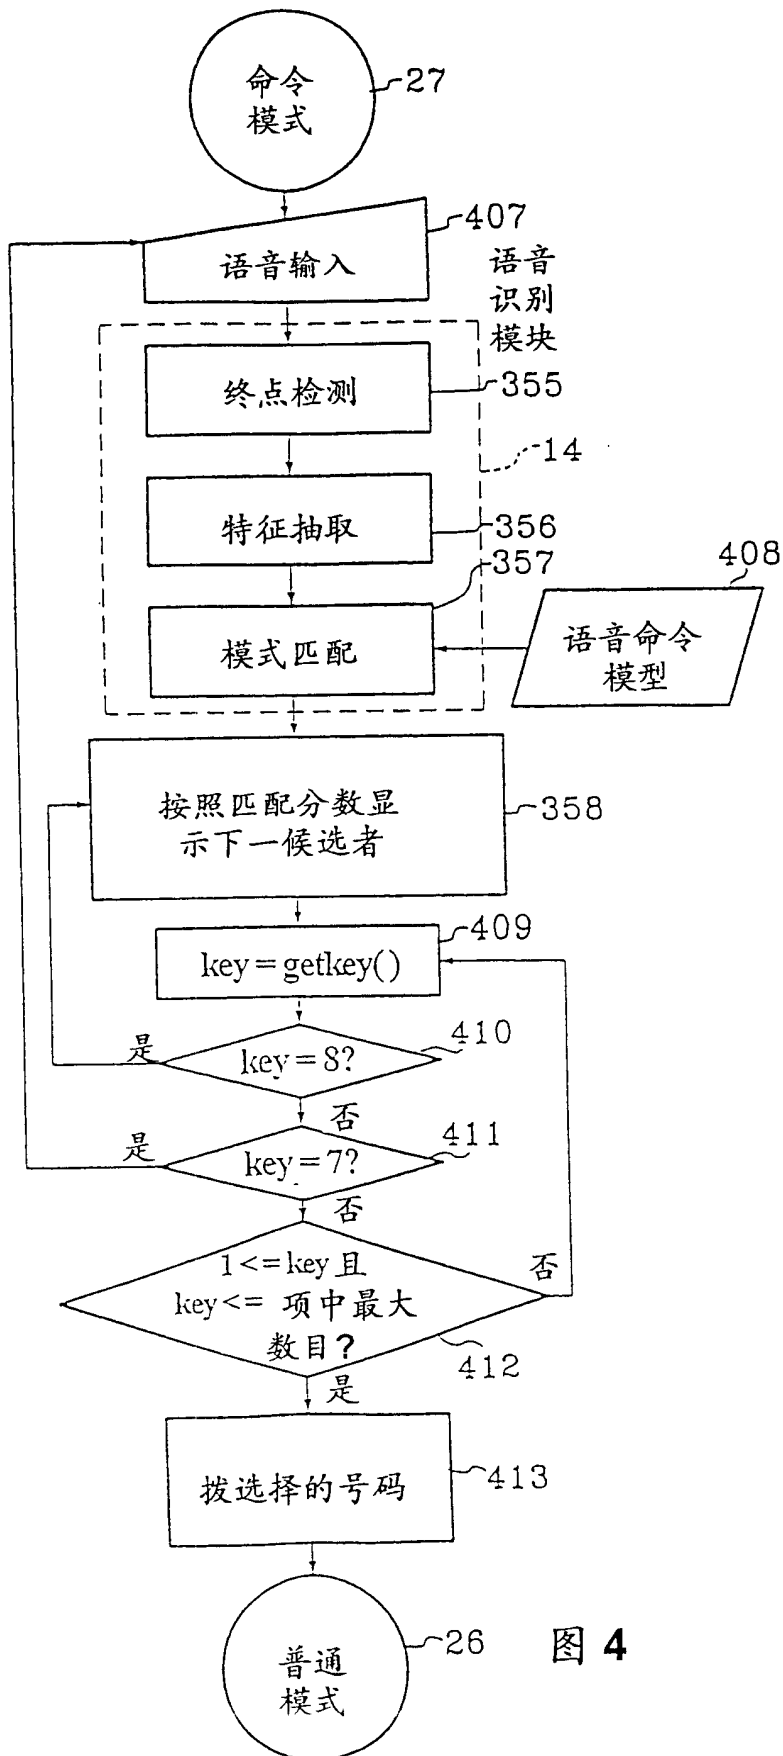 命令
模式
27
407
语音输入
语音
识别
模块
终点检测
355
14
特征抽取
356
357
408
模式匹配
语音命令
模型
按照匹配分数显
示下一候选者
358
409
key=getkey()
是
key=8?
410
否
是
key=7?
411
否
1<=key且
key<= 项中最大
数目?
否
412
是
拨选择的号码
413
普通
模式
26
图 4